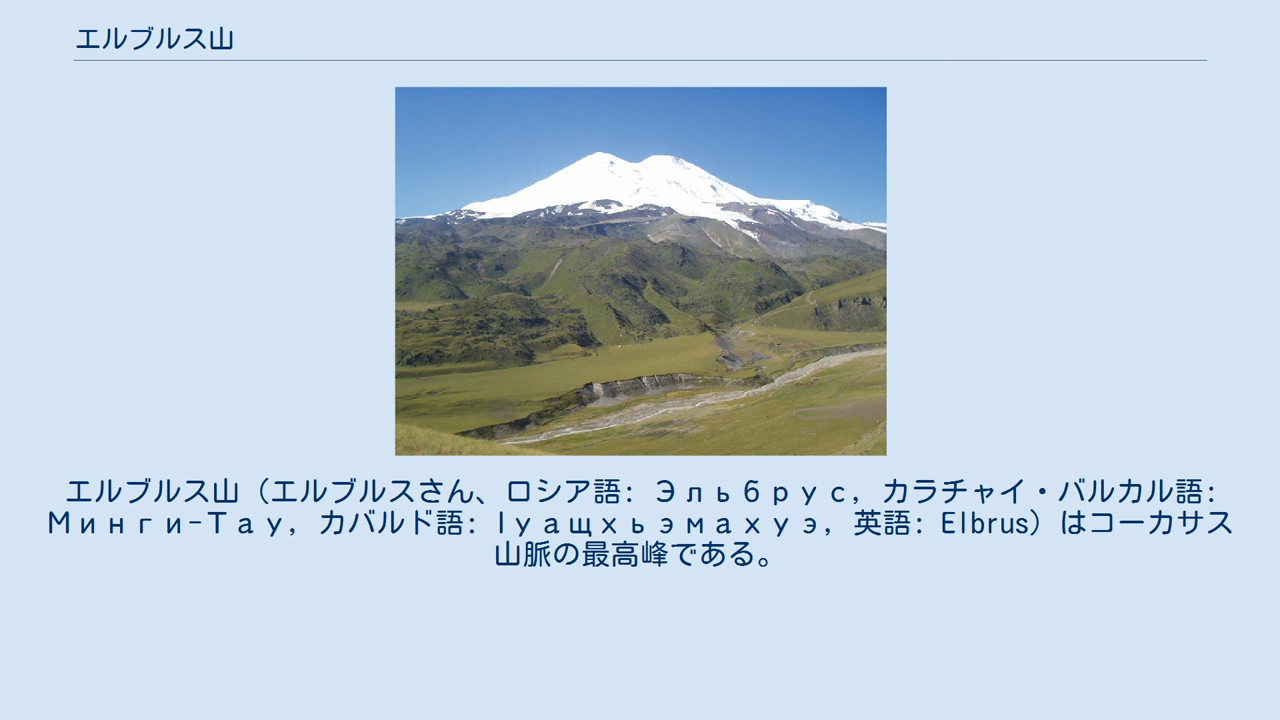 エルブルス山
エルブルス山（エルブルスさん、ロシア語: Эльбрус, カラチャイ・バルカル語:
Минги-Тау, カバルド語: Iуащхьэмахуэ, 英語: Elbrus）はコーカサス
山脈の最高峰である。